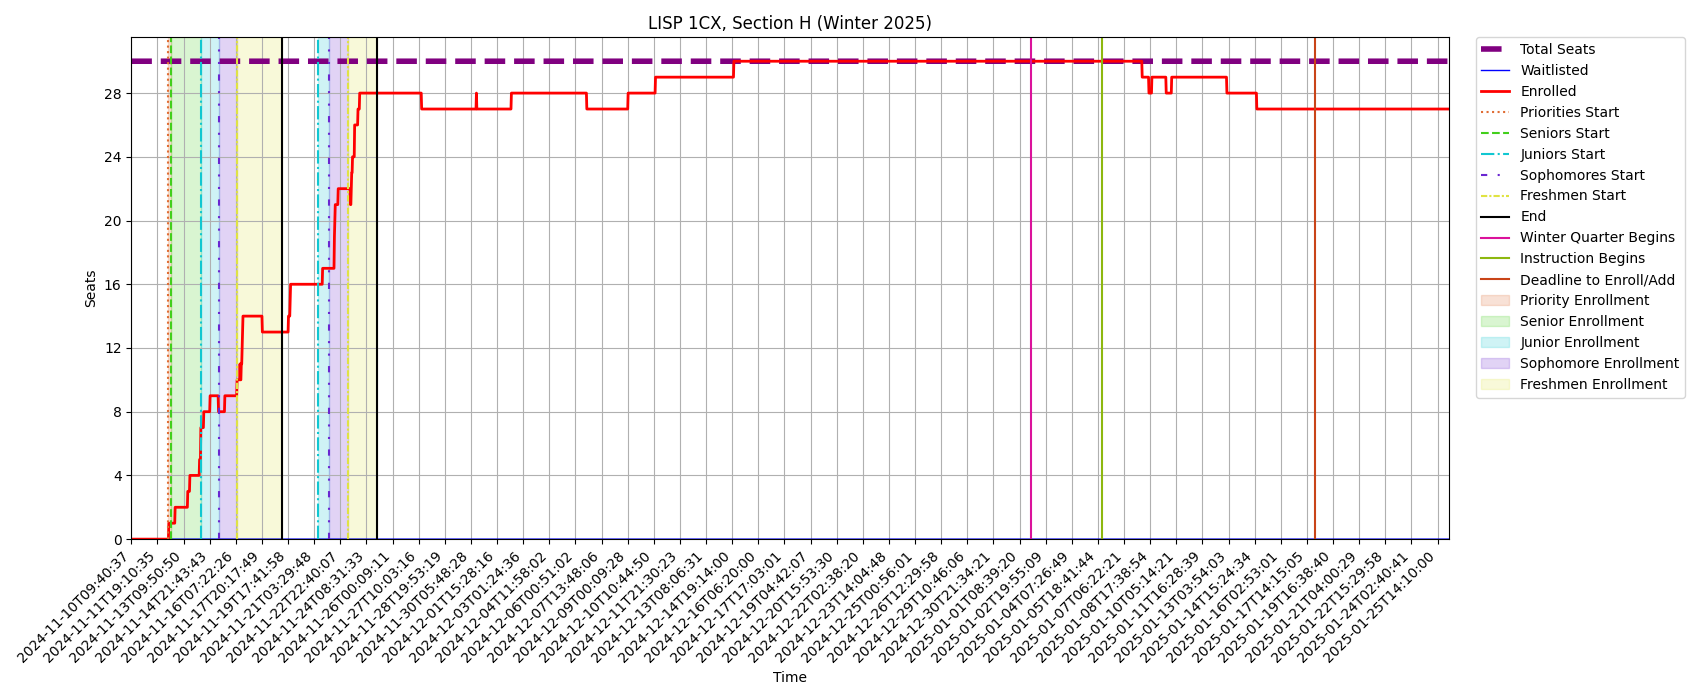 LISP 1CX, Section H (Winter 2025)
Seats
28
24
20
16
12
8
4
0
2024-11-10T09:40:37
2024-11-11T19:10:35
2024-11-13T09:50:50
2024-11-14T21:43:43
2024-11-16T07:22:26
2024-11-17T20:17:49
2024-11-19T17:41:58
2024-11-21T03:29:48
2024-11-22T22:40:07
2024-11-24T08:31:33
2024-11-26T00:09:11
2024-11-27T10:03:16
2024-11-28T19:53:19
2024-11-30T05:48:28
2024-12-01T15:28:16
2024-12-03T01:24:36
2024-12-04T11:58:02
2024-12-06T00:51:02
2024-12-07T13:48:06
2024-12-09T00:09:28
2024-12-10T10:44:50
2024-12-11T21:30:23
2024-12-13T08:06:31
2024-12-14T19:14:00
2024-12-16T06:20:00
2024-12-17T17:03:01
2024-12-19T04:42:07
2024-12-20T15:53:30
2024-12-22T02:38:20
2024-12-23T14:04:48
2024-12-25T00:56:01
2024-12-26T12:29:58
2024-12-29T10:46:06
2024-12-30T21:34:21
2025-01-01T08:39:20
2025-01-02T19:55:09
2025-01-04T07:26:49
2025-01-05T18:41:44
2025-01-07T06:22:21
2025-01-08T17:38:54
2025-01-10T05:14:21
2025-01-11T16:28:39
2025-01-13T03:54:03
2025-01-14T15:24:34
2025-01-16T02:53:01
2025-01-17T14:15:05
2025-01-19T16:38:40
2025-01-21T04:00:29
2025-01-22T15:29:58
2025-01-24T02:40:41
2025-01-25T14:10:00
Time
Total Seats
Waitlisted
Enrolled
Priorities Start
Seniors Start
Juniors Start
Sophomores Start
Freshmen Start
End
Winter Quarter Begins
Instruction Begins
Deadline to Enroll/Add
Priority Enrollment
Senior Enrollment
Junior Enrollment
Sophomore Enrollment
Freshmen Enrollment